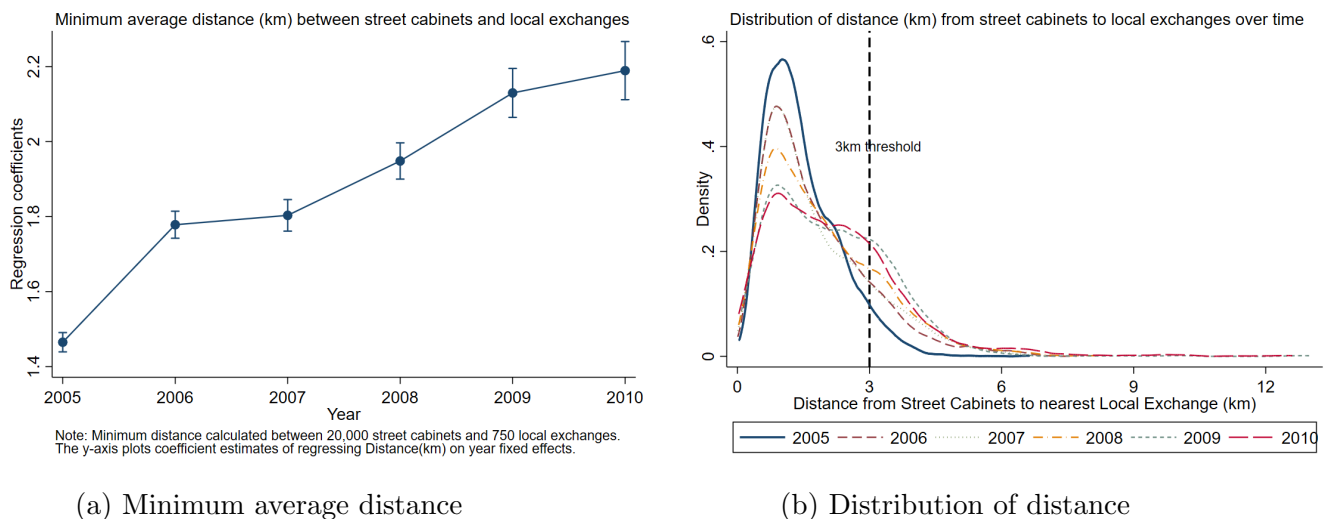 Minimum average distance (km) between street cabinets and local exchanges
Regression coefficients
2.2
2
1.8
1.6
1.4
2005 2006 2007 2008 2009 2010
Year
Note: Minimum distance calculated between 20,000 street cabinets and 750 local exchanges.
The y-axis plots coefficient estimates of regressing Distance(km) on year fixed effects.
(a) Minimum average distance
Distribution of distance (km) from street cabinets to local exchanges over time
Density
.6
.4
.2
0
3km threshold
0 3 6 9 12
Distance from Street Cabinets to nearest Local Exchange (km)
2005 2006 2007 2008 2009 2010
(b) Distribution of distance